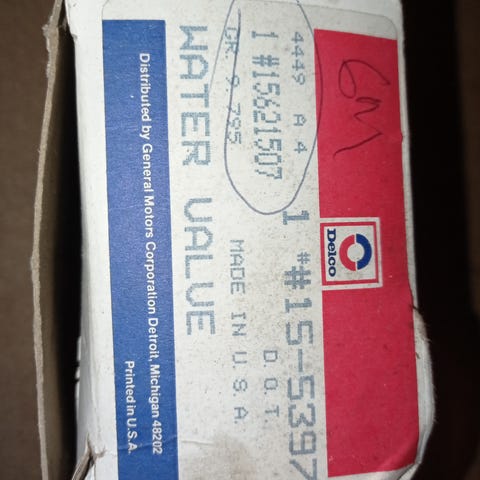 GM
Delco
4449 A 4
1 #15621507
GR 9.795
1 #15-5397
D.O.T.
MADE IN U.S.A.
WATER VALVE
Distributed by General Motors Corporation Detroit, Michigan 48202
Printed in U.S.A.